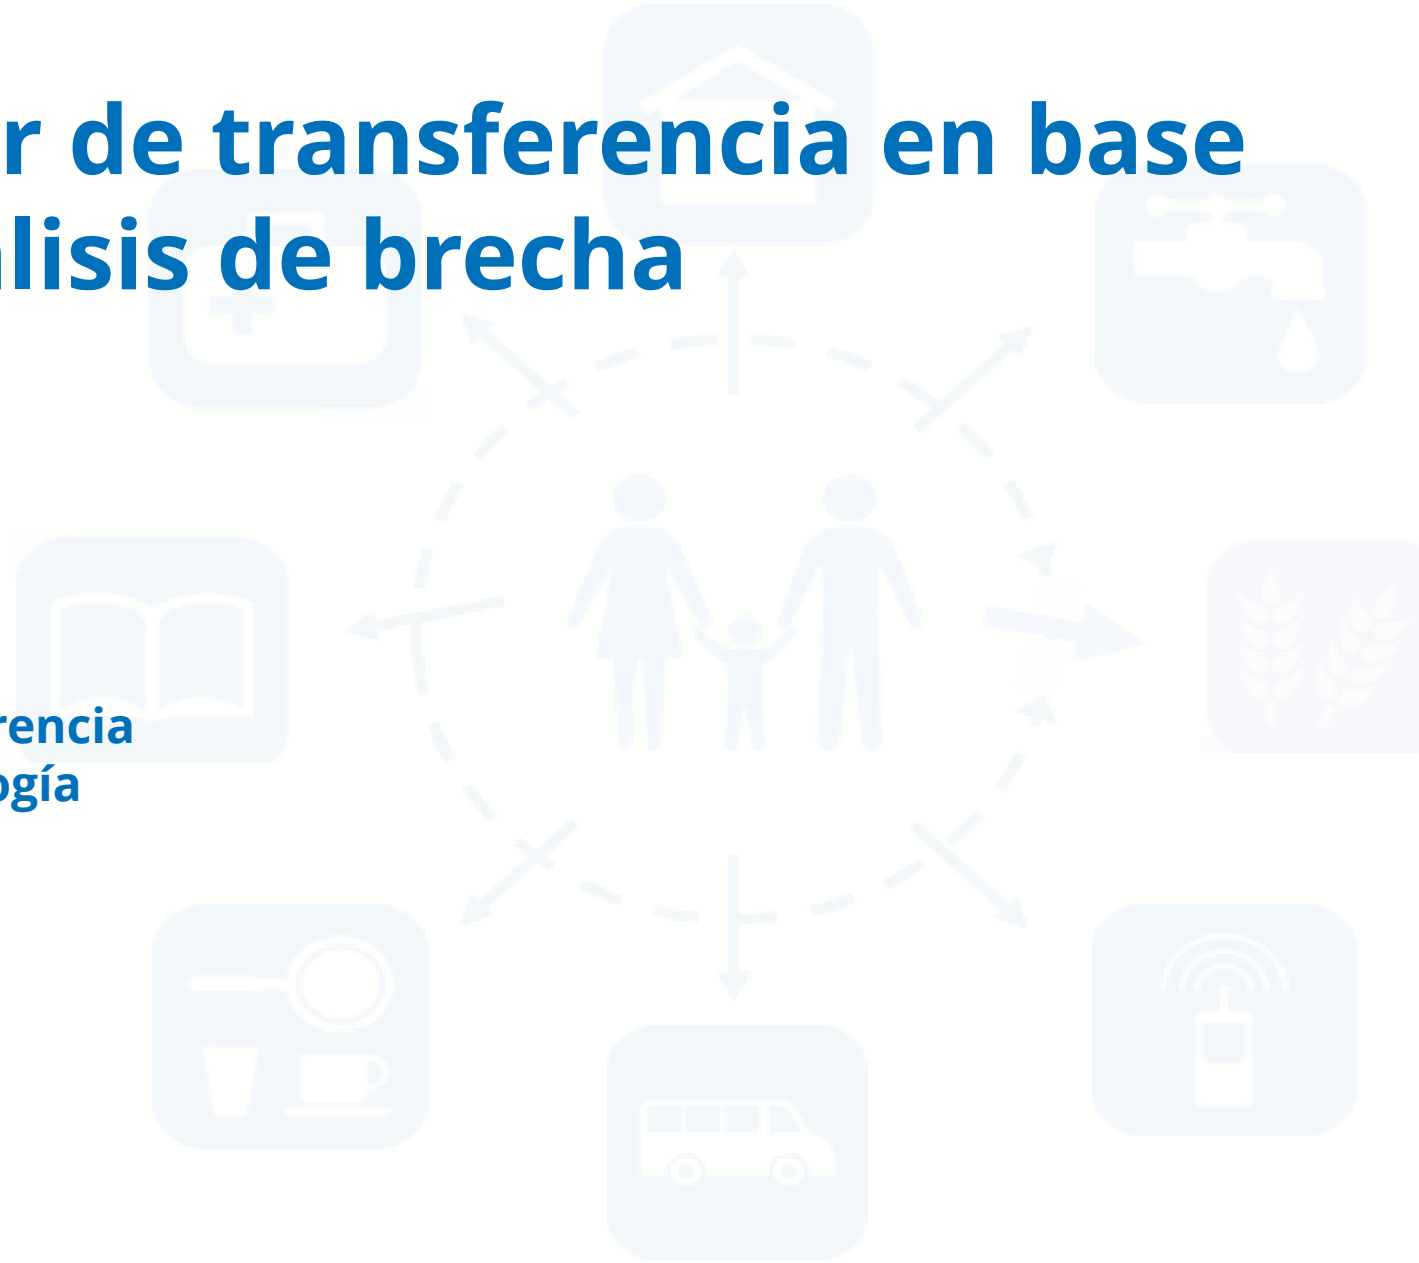 r de transferencia en base
lisis de brecha
rencia
ogía